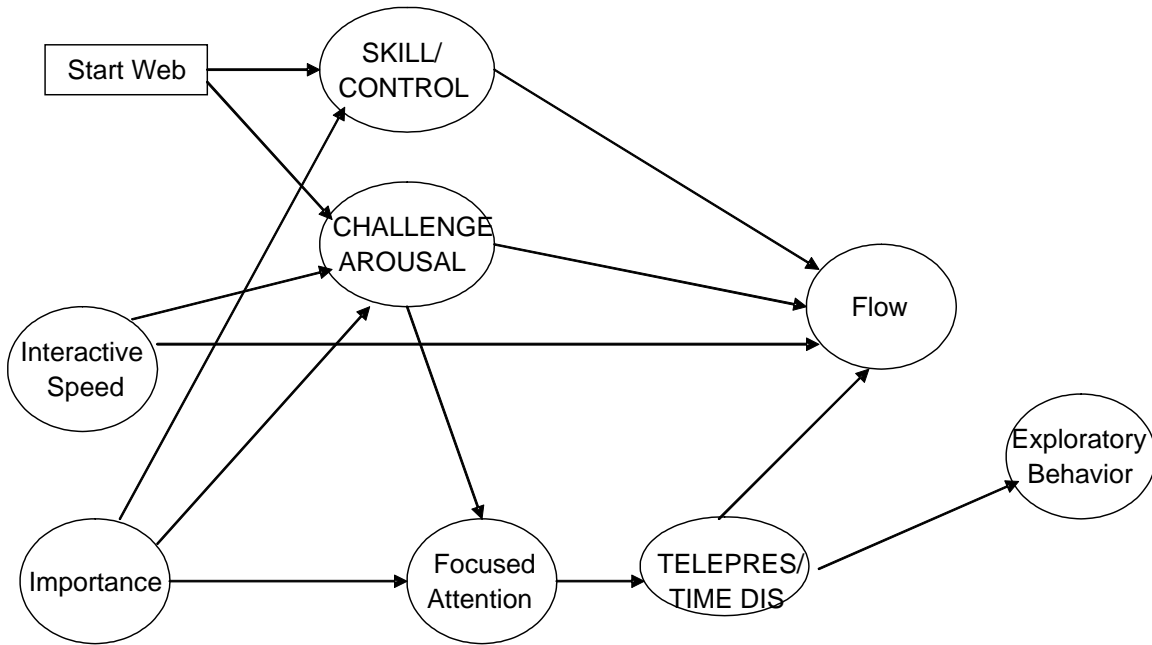 Start Web
SKILL/
CONTROL
CHALLENGE
AROUSAL
Flow
Interactive
Speed
Exploratory
Behavior
Importance
Focused
Attention
TELEPRES/
TIME DIS